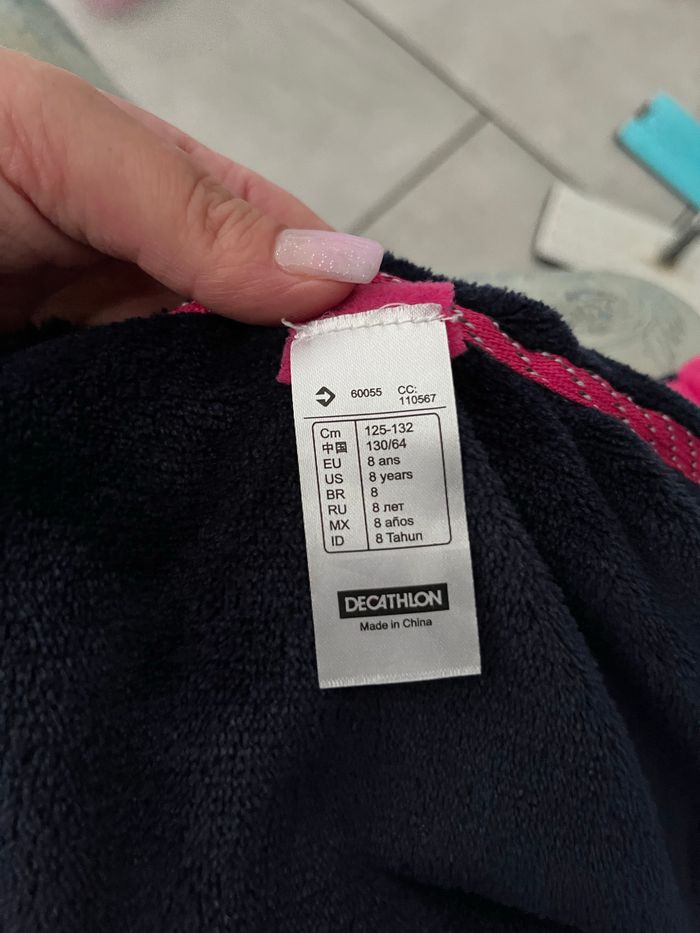 60055 CC: 110567
Cm 125-132
中国 130/64
EU 8 ans
US 8 years
BR 8
RU 8 лет
MX 8 años
ID 8 Tahun
DECATHLON
Made in China